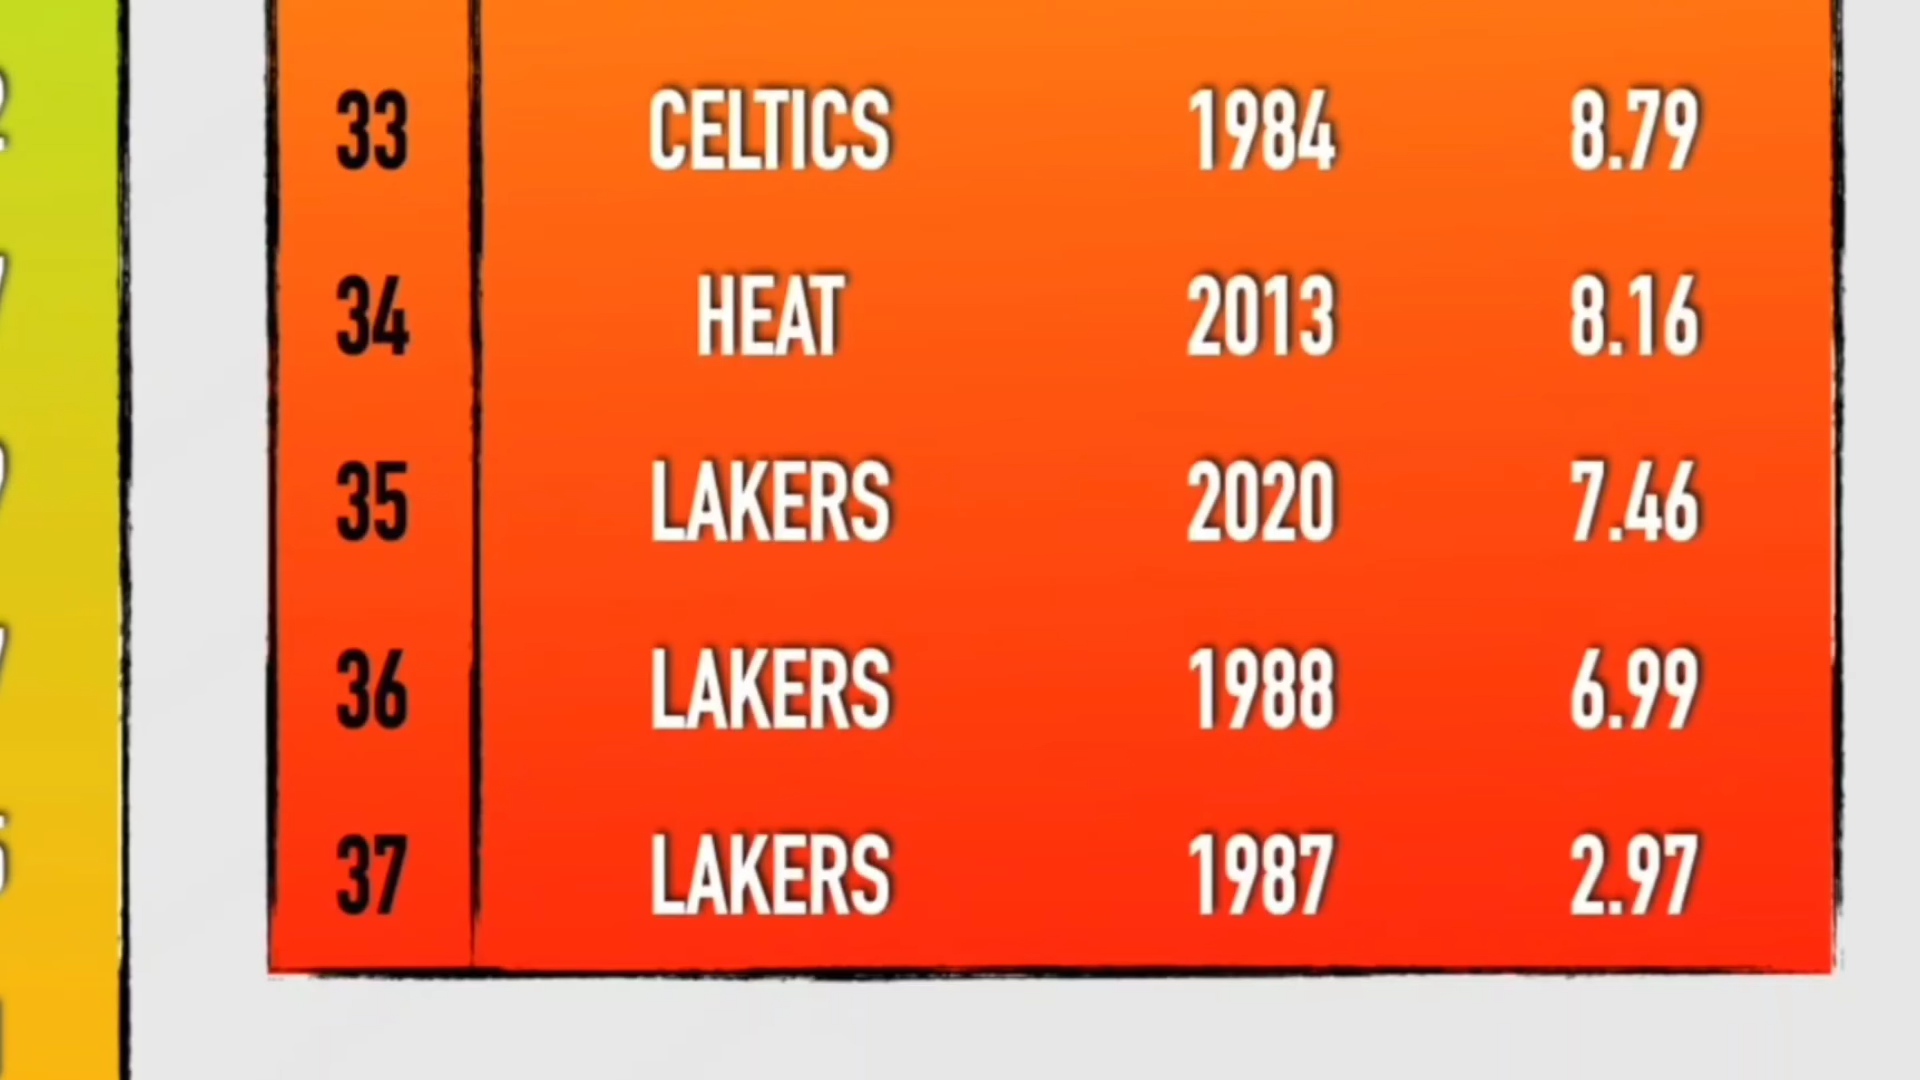 33 CELTICS 1984 8.79
34 HEAT 2013 8.16
35 LAKERS 2020 7.46
36 LAKERS 1988 6.99
37 LAKERS 1987 2.97